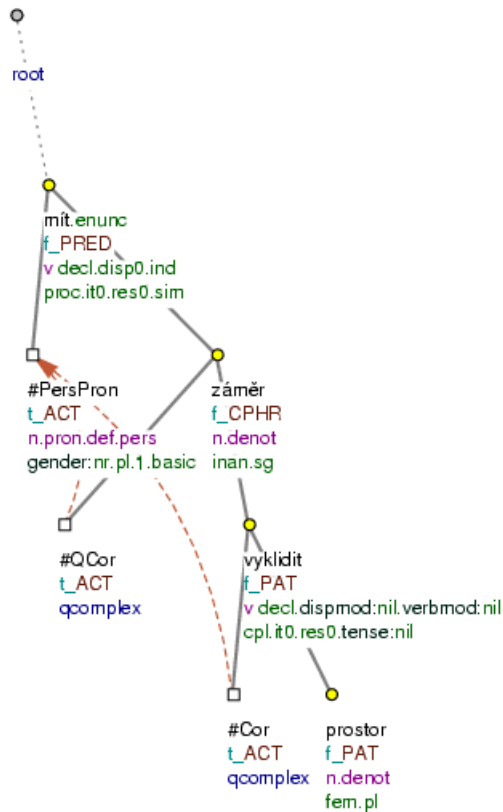 root
mít.enunc
f_PRED
v decl.disp0.ind
proc.it0.res0.sim
#PersPron
t_ACT
n.pron.def.pers
gender:nr.pl.1.basic
záměr
f_CPHR
n.denot
inan.sg
#QCor
t_ACT
qcomplex
vyklidit
f_PAT
v decl.dispmod:nil.verbmod:nil
cpl.it0.res0.tense:nil
#Cor
t_ACT
qcomplex
prostor
f_PAT
n.denot
fem.pl